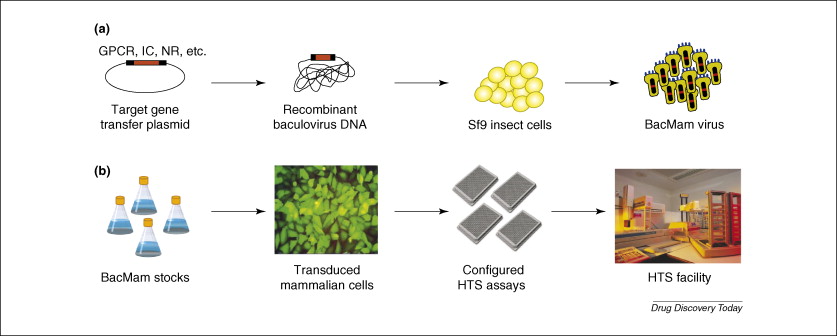 (a)
GPCR, IC, NR, etc.
Target gene
transfer plasmid
Recombinant
baculovirus DNA
Sf9 insect cells
BacMam virus
(b)
BacMam stocks
Transduced
mammalian cells
Configured
HTS assays
HTS facility
Drug Discovery Today